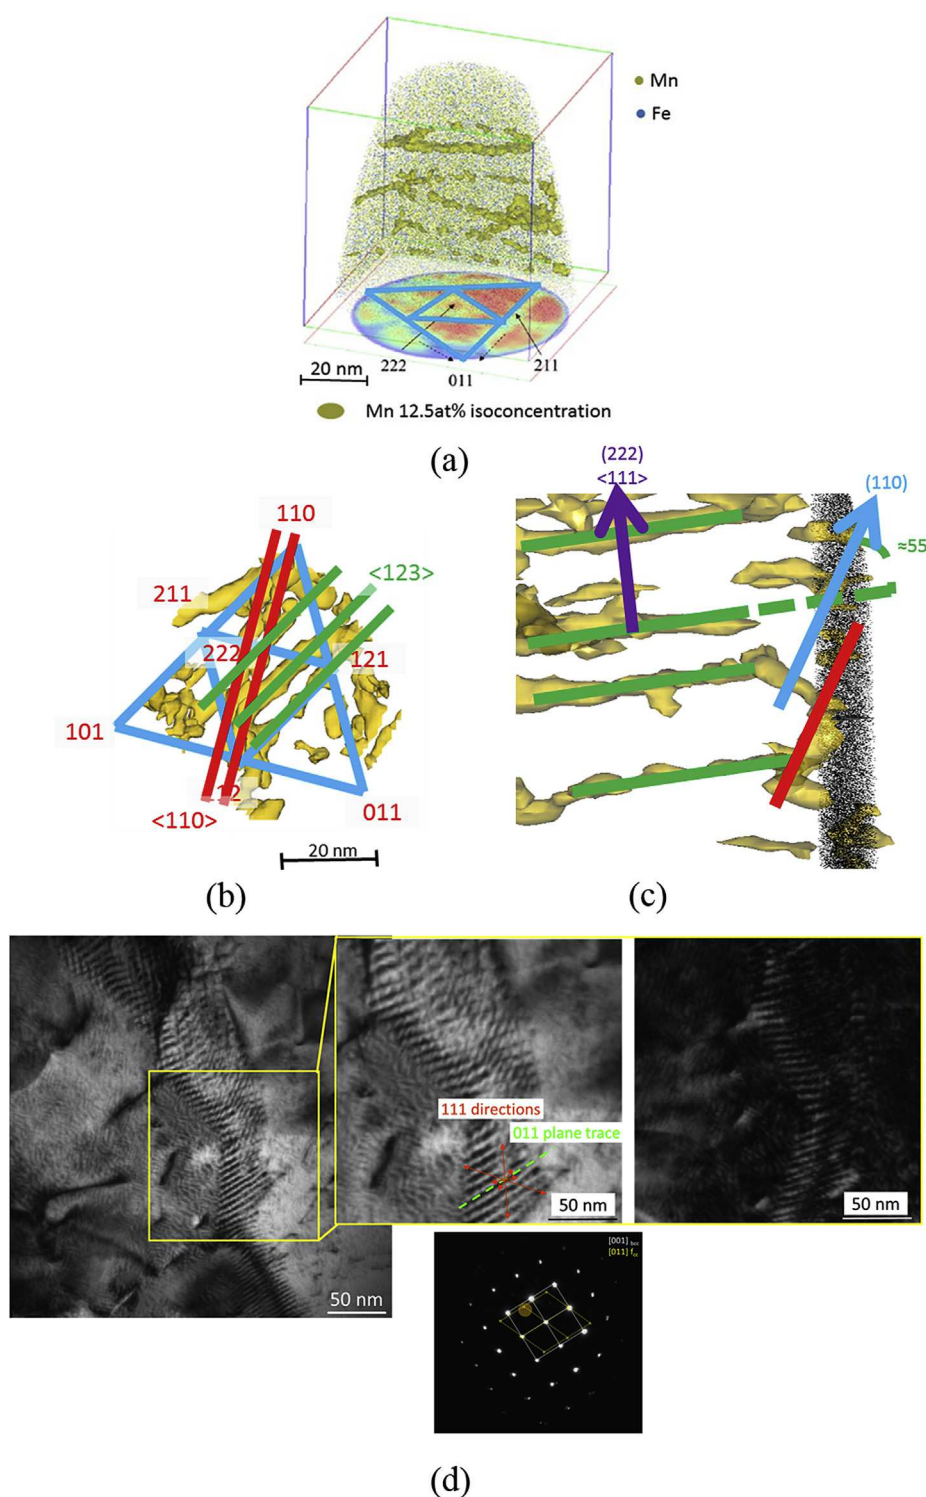 Mn
Fe
222
011
211
20 nm
Mn 12.5at% isoconcentration
(a)
110
<123>
211
222
121
101
011
<110>
20 nm
(b)
(222)
<111>
(110)
≈55
(c)
111 directions
011 plane trace
50 nm
50 nm
50 nm
[001] bcc
[011] fcc
(d)